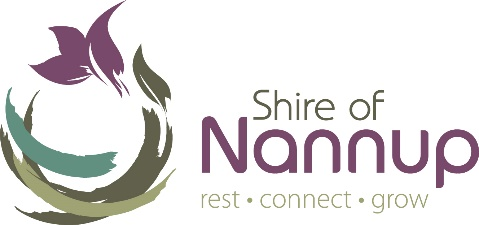 Shire of
Nannup
rest • connect • grow